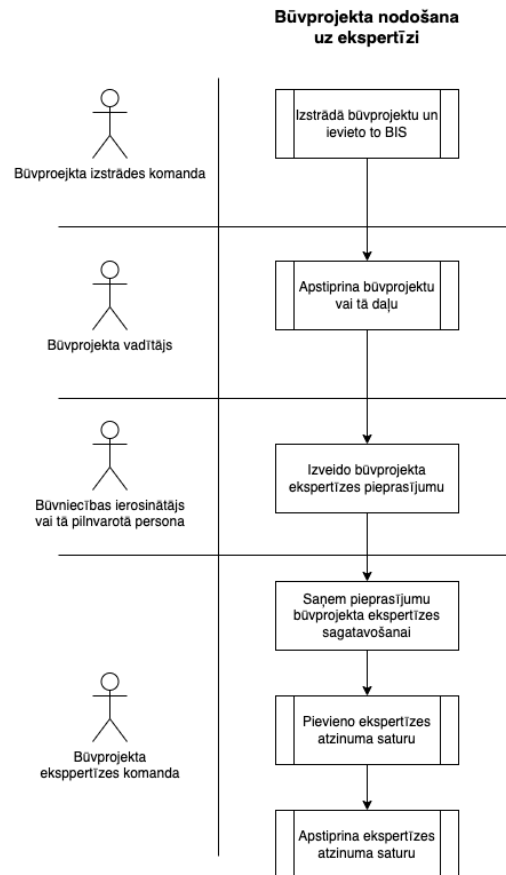 Būvprojekta nodošana
uz ekspertīzi
Izstrādā būvprojektu un
ievieto to BIS
Būvproejkta izstrādes komanda
Apstiprina būvprojektu
vai tā daļu
Būvprojekta vadītājs
Izveido būvprojekta
ekspertīzes pieprasījumu
Būvniecības ierosinātājs
vai tā pilnvarotā persona
Saņem pieprasījumu
būvprojekta ekspertīzes
sagatavošanai
Pievieno ekspertīzes
atzinuma saturu
Būvprojekta
eksppertīzes komanda
Apstiprina ekspertīzes
atzinuma saturu